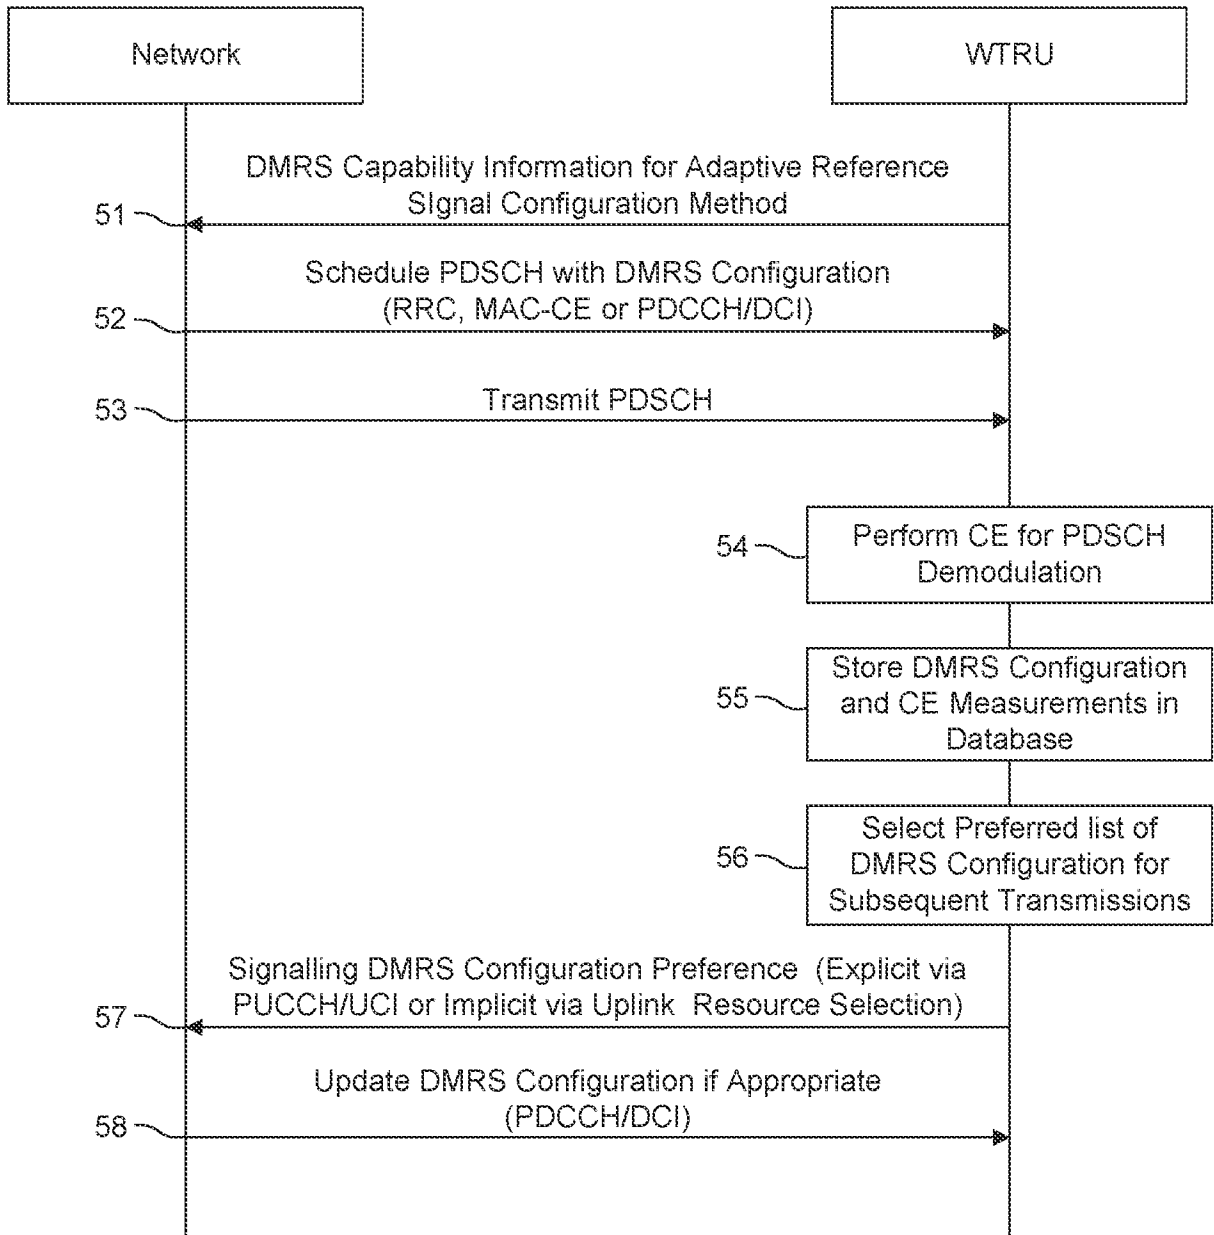 Network
WTRU
DMRS Capability Information for Adaptive Reference
SIgnal Configuration Method
51
Schedule PDSCH with DMRS Configuration
(RRC, MAC-CE or PDCCH/DCI)
52
Transmit PDSCH
53
Perform CE for PDSCH
Demodulation
54
Store DMRS Configuration
and CE Measurements in
Database
55
Select Preferred list of
DMRS Configuration for
Subsequent Transmissions
56
Signalling DMRS Configuration Preference (Explicit via
PUCCH/UCI or Implicit via Uplink Resource Selection)
57
Update DMRS Configuration if Appropriate
(PDCCH/DCI)
58